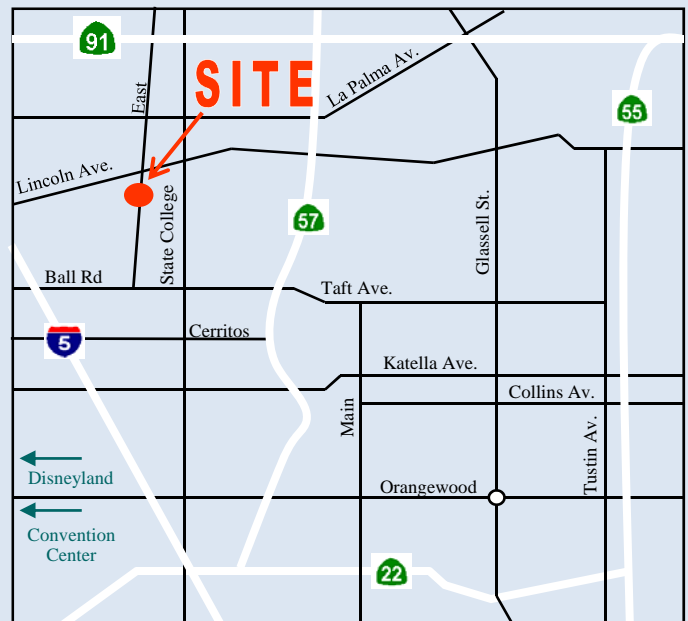 91
SITE
La Palma Av.
East
55
Lincoln Ave.
State College
57
Glassell St.
Ball Rd
Taft Ave.
5
Cerritos
Katella Ave.
Collins Av.
Main
Tustin Av.
Disneyland
Orangewood
Convention
Center
22